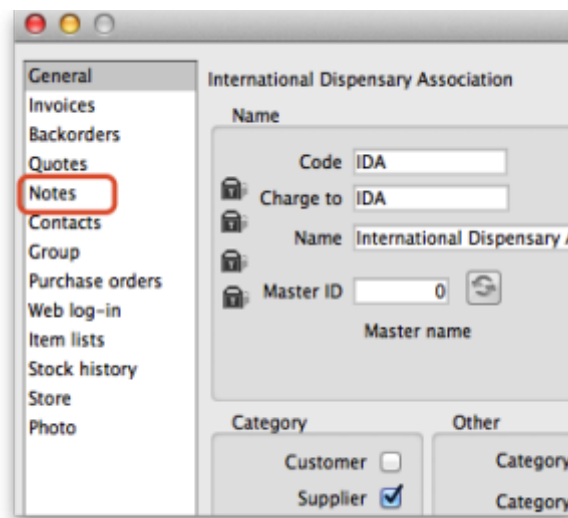 General
Invoices
Backorders
Quotes
Notes
Contacts
Group
Purchase orders
Web log-in
Item lists
Stock history
Store
Photo
International Dispensary Association
Name
Code IDA
Charge to IDA
Name International Dispensary A
Master ID 0
Master name
Category
Customer
Supplier
Other
Category
Category